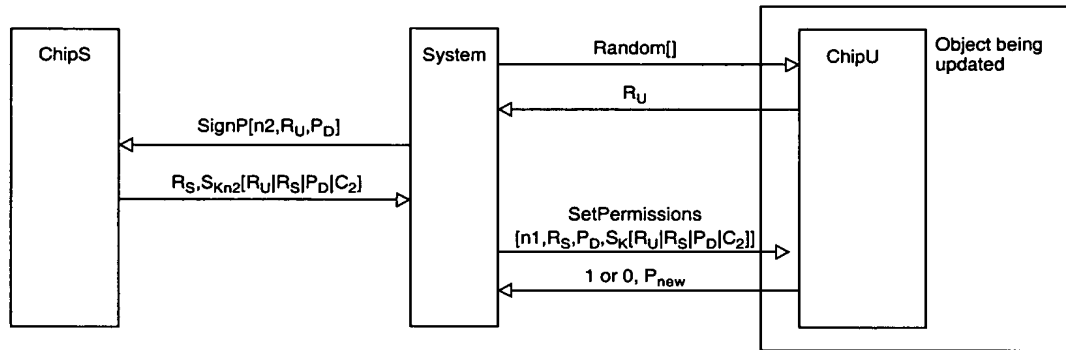 ChipS
System
ChipU
Object being
updated
Random[]
R_U
SignP[n2,R_U,P_D]
R_S,S_Kn2[R_U|R_S|P_D|C_2]
SetPermissions
[n1,R_S,P_D,S_K[R_U|R_S|P_D|C_2]]
1 or 0, P_new